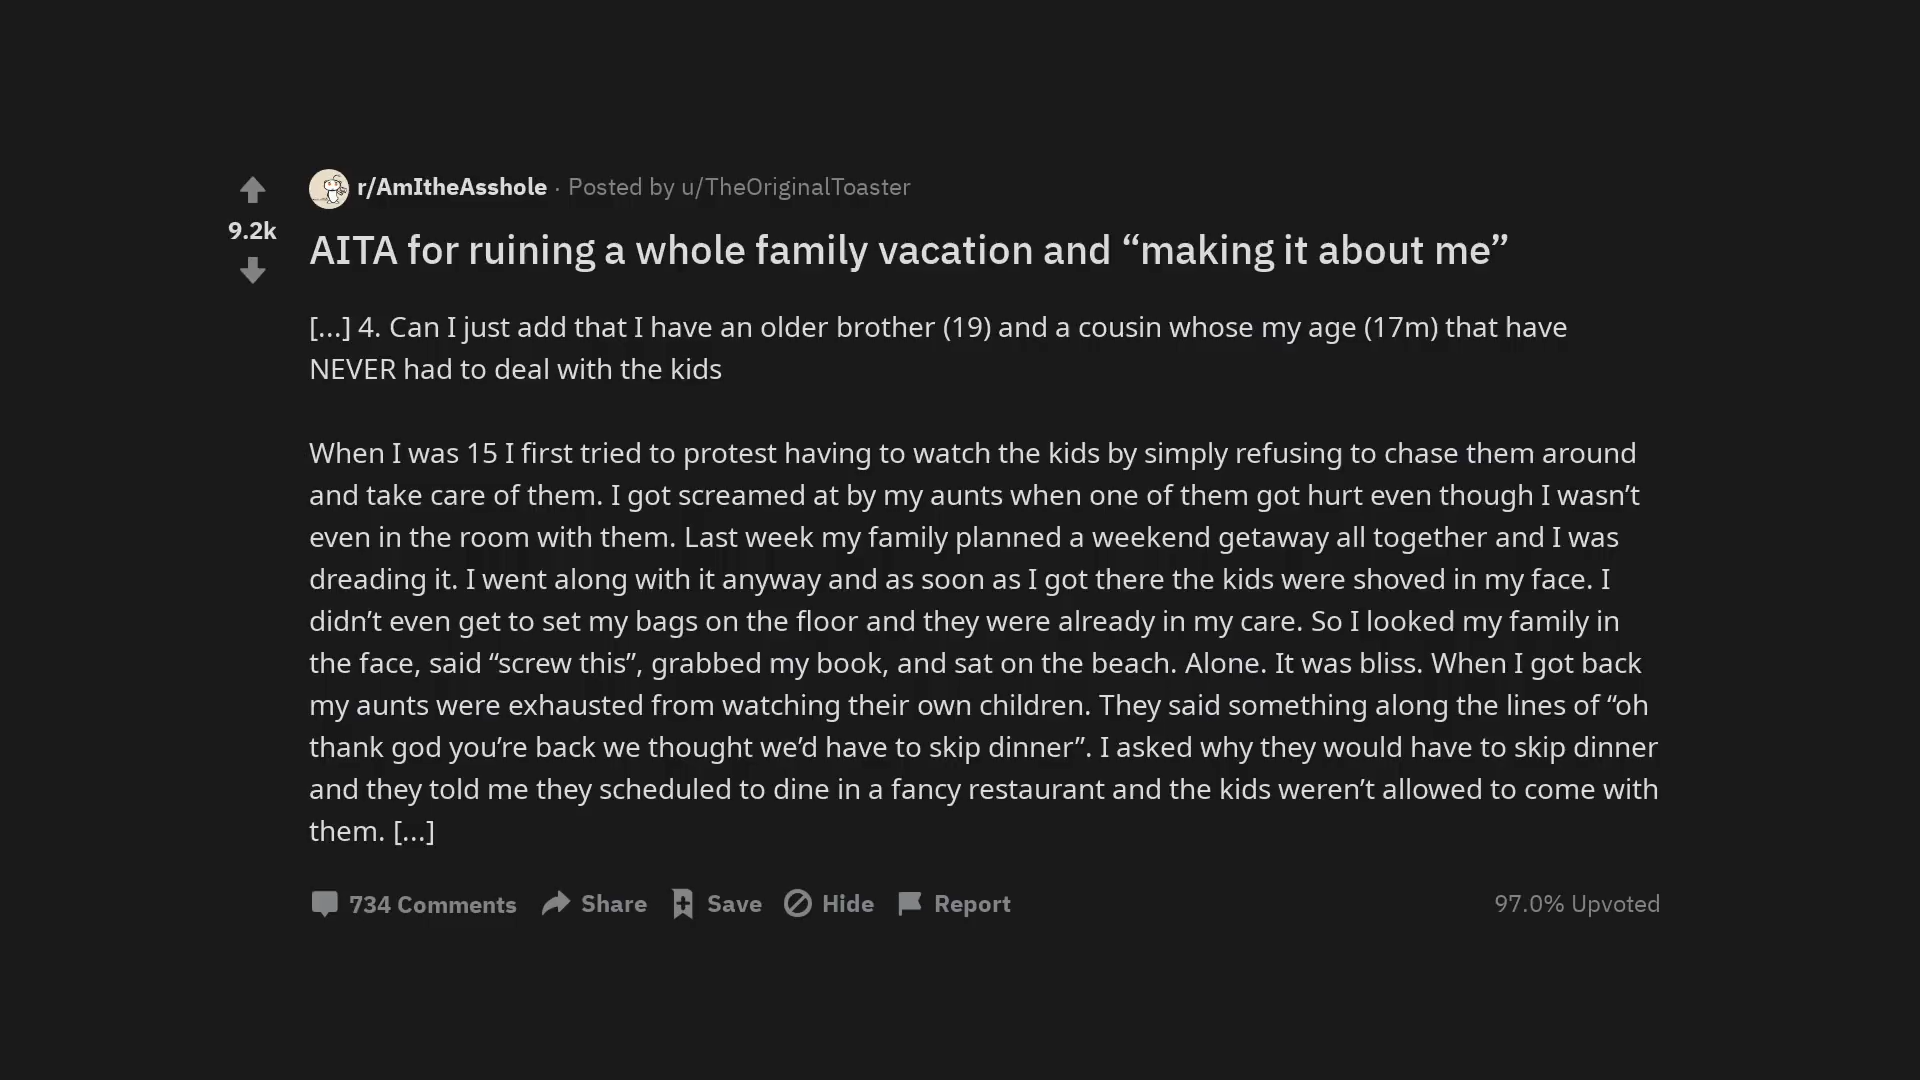 r/AmItheAsshole · Posted by u/TheOriginalToaster
9.2k
AITA for ruining a whole family vacation and “making it about me”
[...] 4. Can I just add that I have an older brother (19) and a cousin whose my age (17m) that have
NEVER had to deal with the kids
When I was 15 I first tried to protest having to watch the kids by simply refusing to chase them around
and take care of them. I got screamed at by my aunts when one of them got hurt even though I wasn’t
even in the room with them. Last week my family planned a weekend getaway all together and I was
dreading it. I went along with it anyway and as soon as I got there the kids were shoved in my face. I
didn’t even get to set my bags on the floor and they were already in my care. So I looked my family in
the face, said “screw this”, grabbed my book, and sat on the beach. Alone. It was bliss. When I got back
my aunts were exhausted from watching their own children. They said something along the lines of “oh
thank god you’re back we thought we’d have to skip dinner”. I asked why they would have to skip dinner
and they told me they scheduled to dine in a fancy restaurant and the kids weren’t allowed to come with
them. [...]
734 Comments Share Save Hide Report 97.0% Upvoted